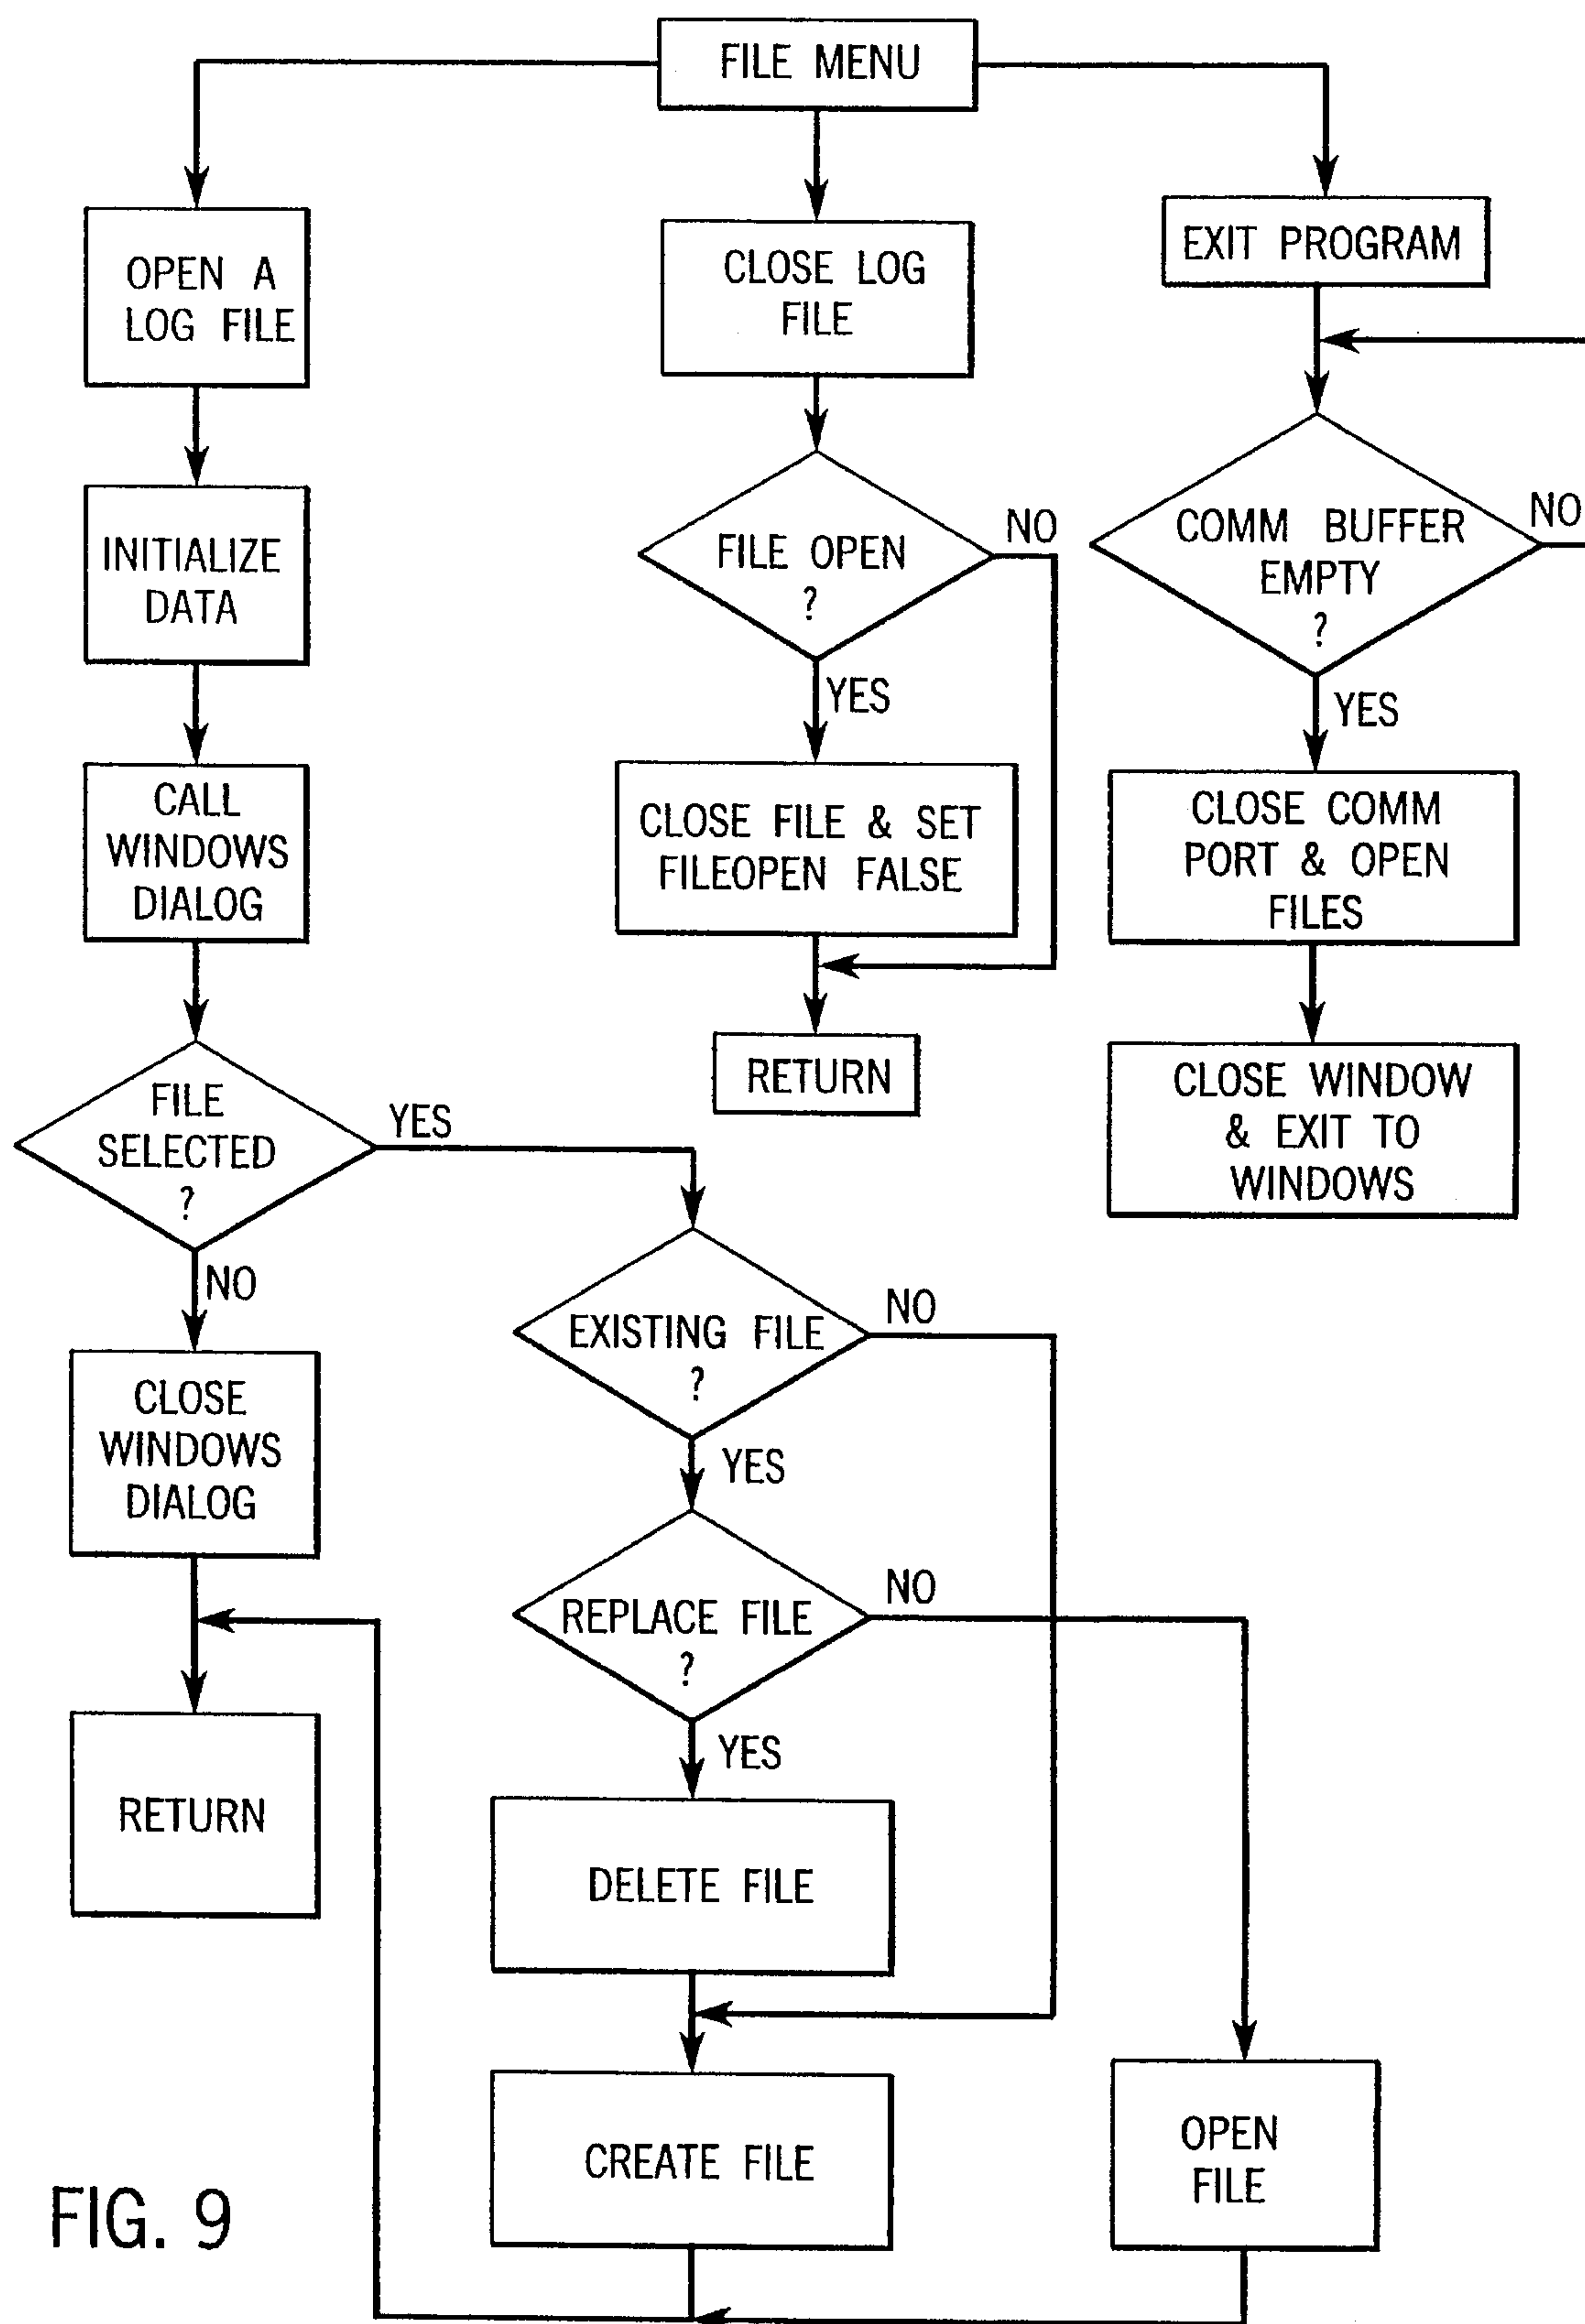 FILE MENU
OPEN A
LOG FILE
INITIALIZE
DATA
CALL
WINDOWS
DIALOG
FILE
SELECTED
?
YES
NO
CLOSE
WINDOWS
DIALOG
RETURN
EXISTING FILE
?
NO
YES
REPLACE FILE
?
NO
YES
DELETE FILE
CREATE FILE
OPEN
FILE
CLOSE LOG
FILE
FILE OPEN
?
NO
YES
CLOSE FILE & SET
FILEOPEN FALSE
RETURN
EXIT PROGRAM
COMM BUFFER
EMPTY
?
NO
YES
CLOSE COMM
PORT & OPEN
FILES
CLOSE WINDOW
& EXIT TO
WINDOWS
FIG. 9